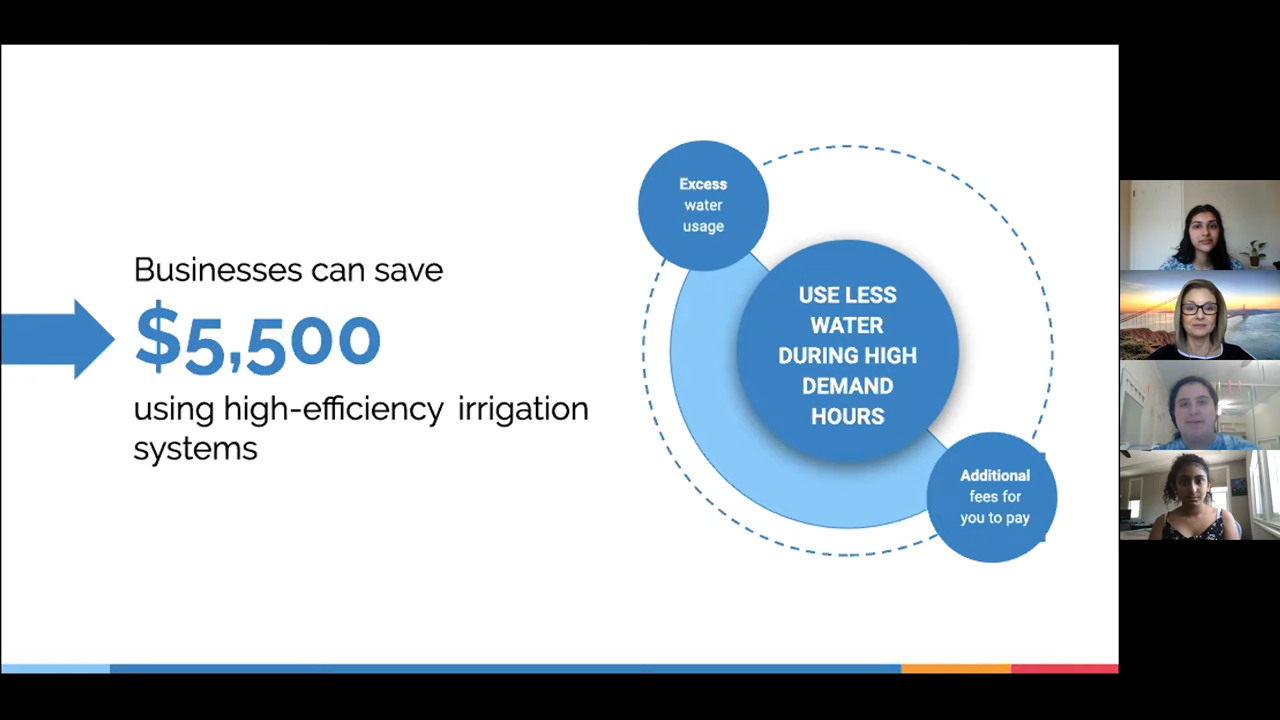 Businesses can save
$5,500
using high-efficiency irrigation
systems
Excess
water
usage
USE LESS
WATER
DURING HIGH
DEMAND
HOURS
Additional
fees for
you to pay